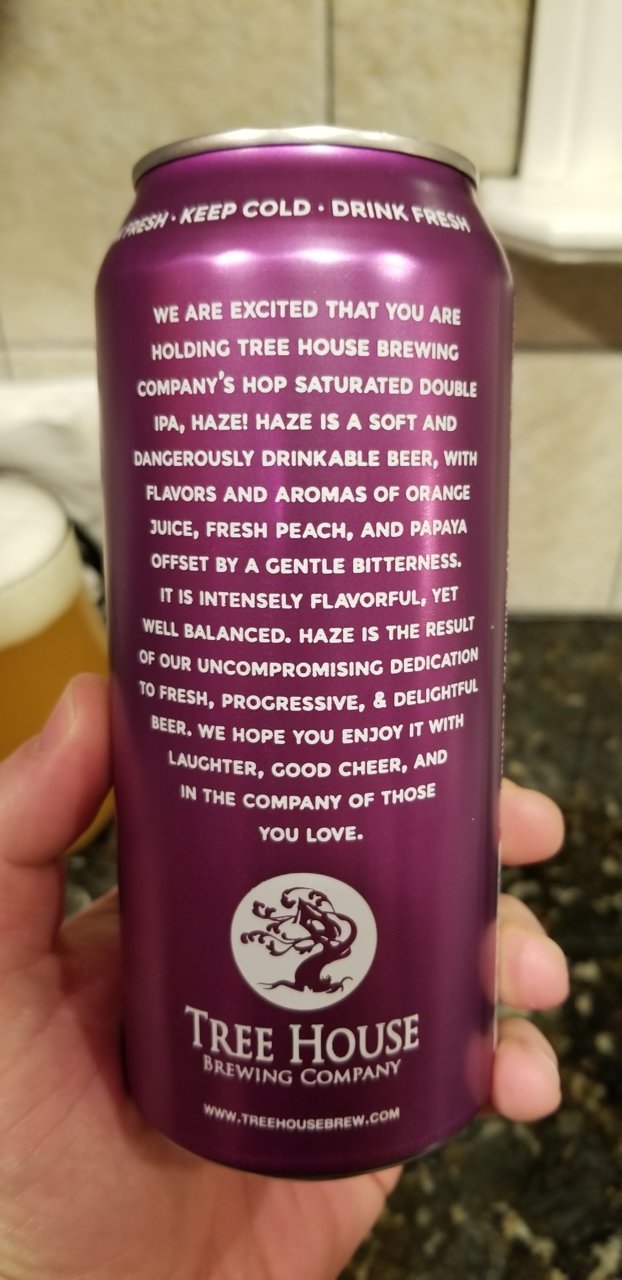 FRESH · KEEP COLD · DRINK FRESH
WE ARE EXCITED THAT YOU ARE
HOLDING TREE HOUSE BREWING
COMPANY'S HOP SATURATED DOUBLE
IPA, HAZE! HAZE IS A SOFT AND
DANGEROUSLY DRINKABLE BEER, WITH
FLAVORS AND AROMAS OF ORANGE
JUICE, FRESH PEACH, AND PAPAYA
OFFSET BY A GENTLE BITTERNESS.
IT IS INTENSELY FLAVORFUL, YET
WELL BALANCED. HAZE IS THE RESULT
OF OUR UNCOMPROMISING DEDICATION
TO FRESH, PROGRESSIVE, & DELIGHTFUL
BEER. WE HOPE YOU ENJOY IT WITH
LAUGHTER, GOOD CHEER, AND
IN THE COMPANY OF THOSE
YOU LOVE.
TREE HOUSE
BREWING COMPANY
WWW.TREEHOUSEBREW.COM